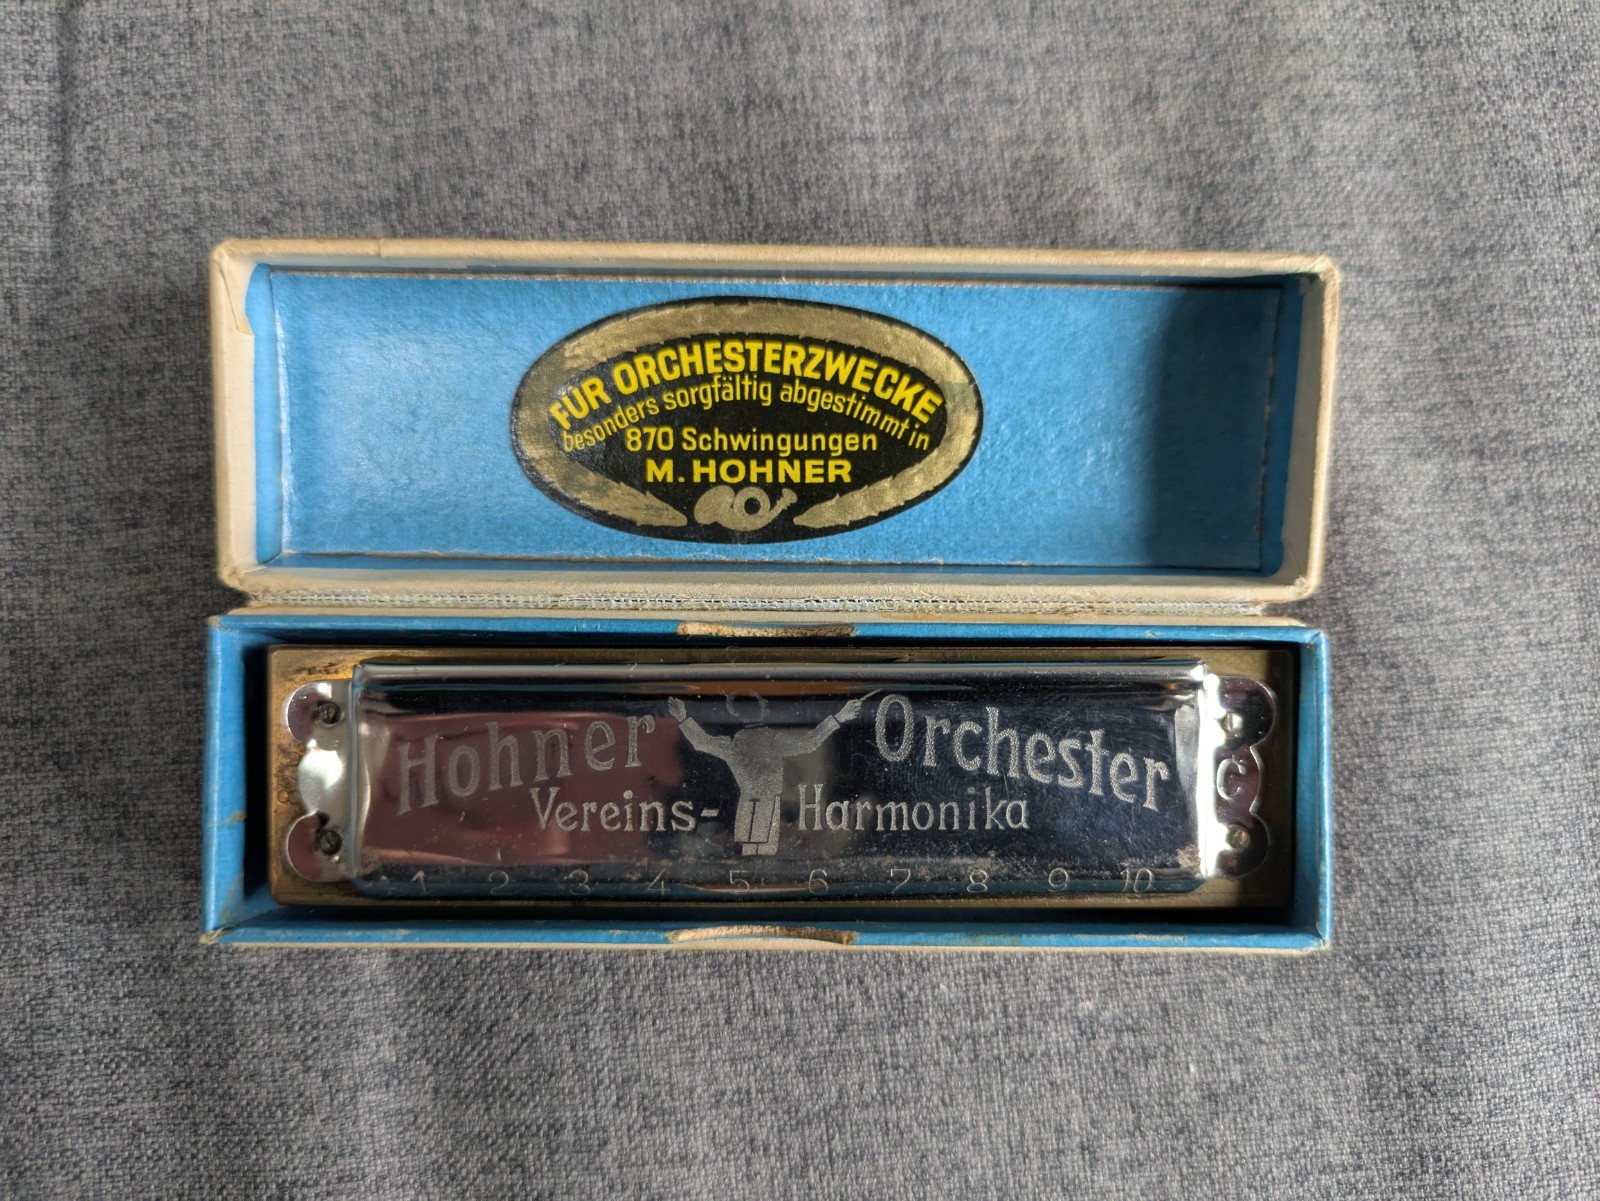 FÜR ORCHESTERZWECKE
besonders sorgfältig abgestimmt in
870 Schwingungen
M. HOHNER
Hohner Orchester
Vereins- Harmonika
C
1 2 3 4 5 6 7 8 9 10